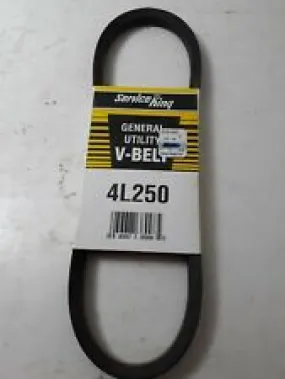 Service King
GENERAL
UTILITY
V-BELT
4L250